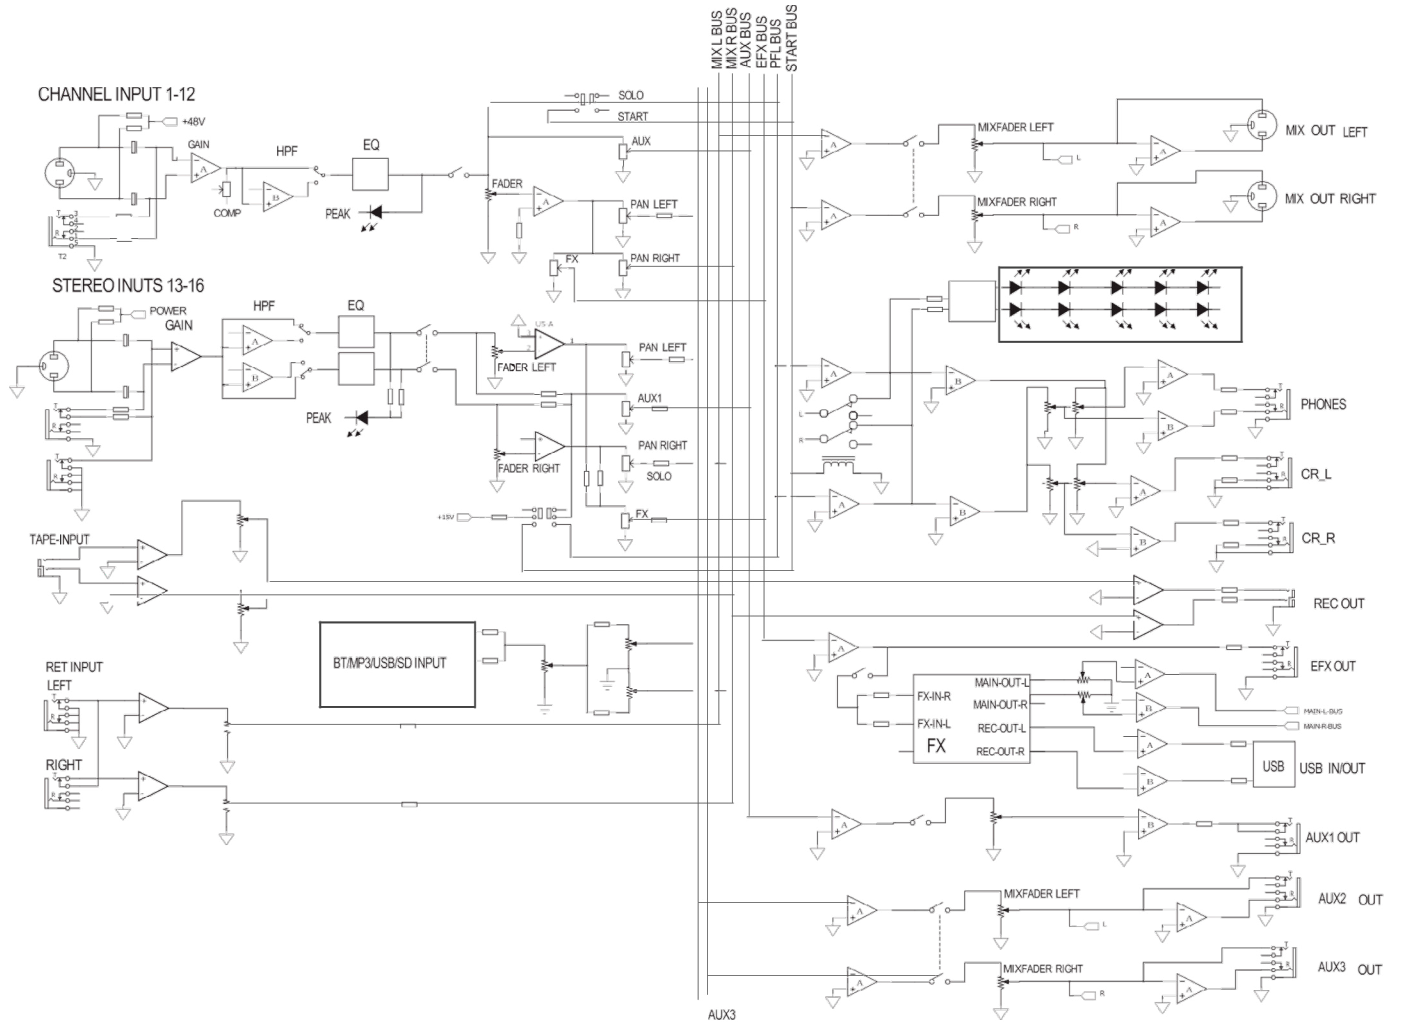 MIX L BUS
MIX R BUS
AUX BUS
EFX BUS
PFL BUS
START BUS
CHANNEL INPUT 1-12
+48V
GAIN
HPF
EQ
COMP
PEAK
T2
SOLO
START
AUX
FADER
PAN LEFT
FX
PAN RIGHT
STEREO INUTS 13-16
POWER
GAIN
HPF
EQ
PEAK
FADER LEFT
PAN LEFT
AUX1
PAN RIGHT
FADER RIGHT
SOLO
+15V
FX
TAPE-INPUT
BT/MP3/USB/SD INPUT
RET INPUT
LEFT
RIGHT
AUX3
MIXFADER LEFT
L
MIX OUT LEFT
MIXFADER RIGHT
R
MIX OUT RIGHT
L
R
PHONES
CR_L
CR_R
REC OUT
EFX OUT
FX-IN-R
FX-IN-L
FX
MAIN-OUT-L
MAIN-OUT-R
REC-OUT-L
REC-OUT-R
MAIN-L-BUS
MAIN-R-BUS
USB
USB IN/OUT
AUX1 OUT
MIXFADER LEFT
L
AUX2 OUT
MIXFADER RIGHT
R
AUX3 OUT